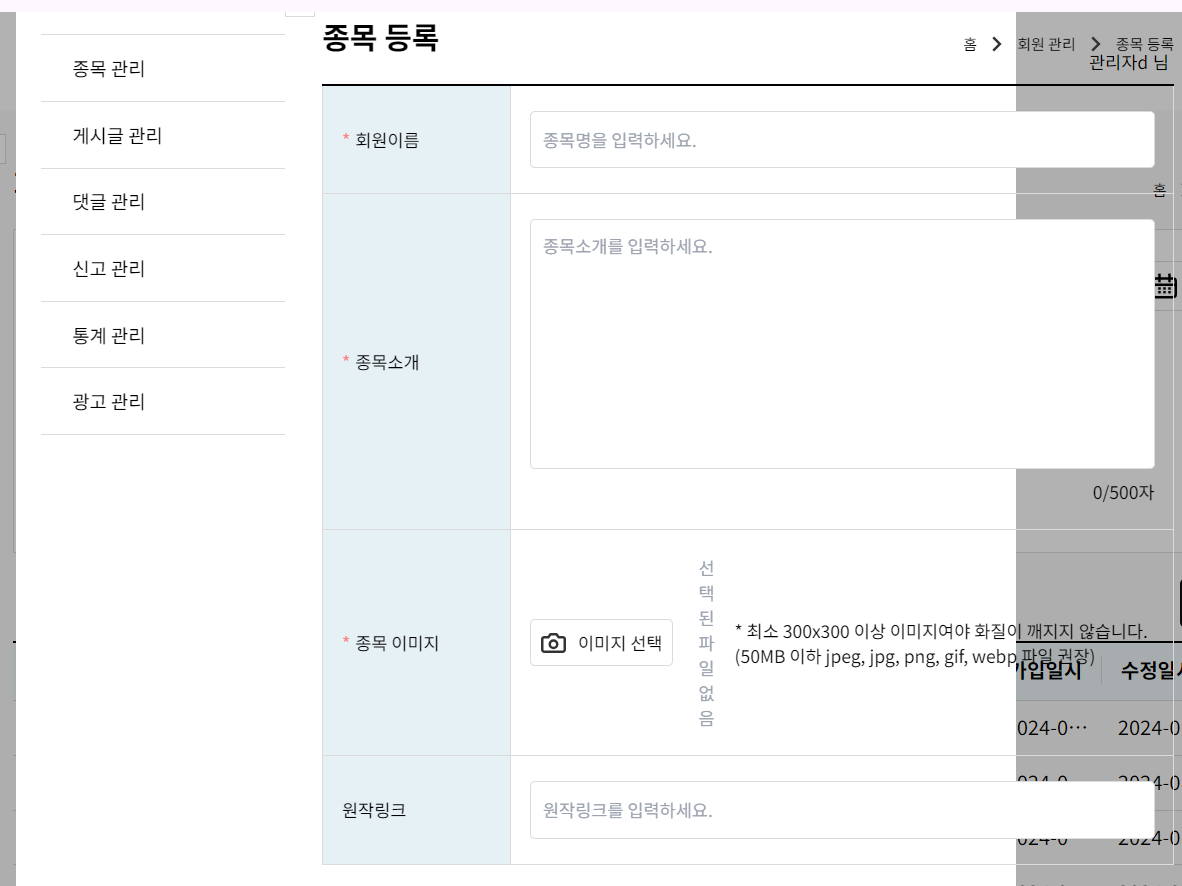 종목 등록
홈 > 회원 관리 > 종목 등록
관리자d 님
종목 관리
게시글 관리
댓글 관리
신고 관리
통계 관리
광고 관리
* 회원이름
종목명을 입력하세요.
홈
* 종목소개
종목소개를 입력하세요.
0/500자
* 종목 이미지
이미지 선택
선
택
된
파
일
없
음
* 최소 300x300 이상 이미지여야 화질이 깨지지 않습니다.
(50MB 이하 jpeg, jpg, png, gif, webp 파일 권장)
가입일시
수정일시
024-0…
2024-0
원작링크
원작링크를 입력하세요.
024-0
2024-0